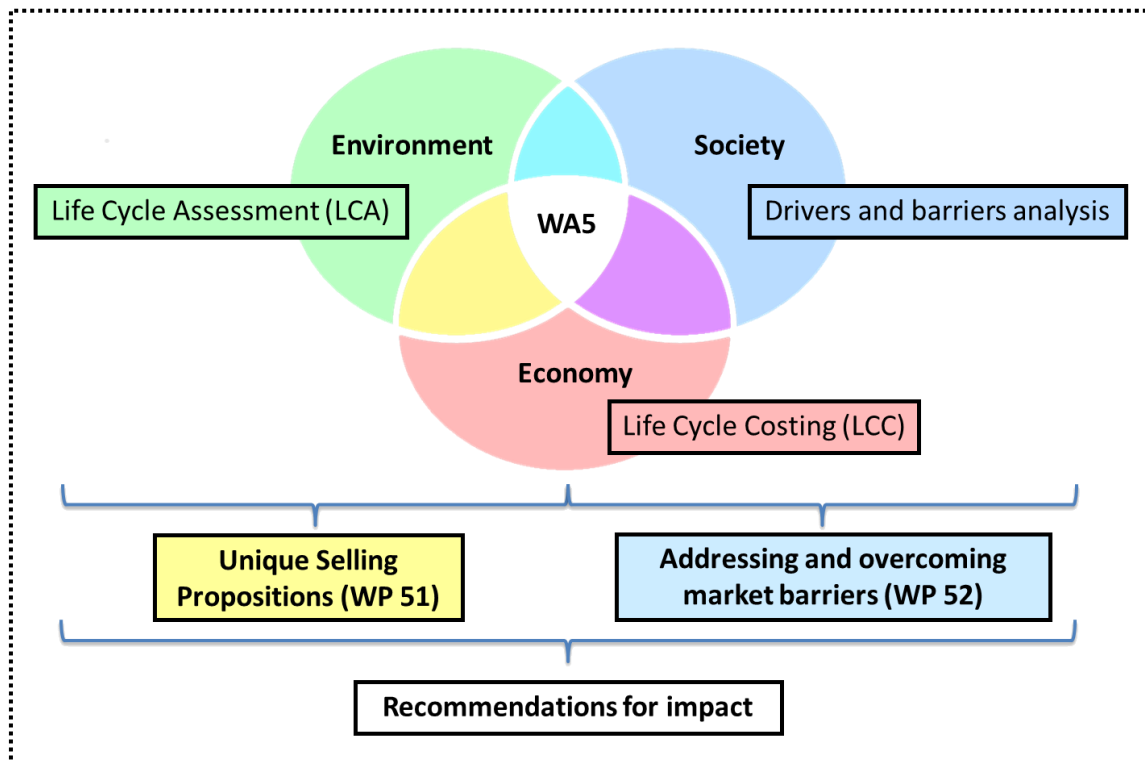 Environment
Society
Life Cycle Assessment (LCA)
Drivers and barriers analysis
WA5
Economy
Life Cycle Costing (LCC)
Unique Selling
Propositions (WP 51)
Addressing and overcoming
market barriers (WP 52)
Recommendations for impact